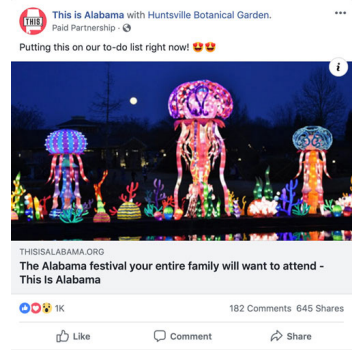 THIS IS
This is Alabama with Huntsville Botanical Garden.
Paid Partnership ·
Putting this on our to-do list right now! 😍😍
i
THISISALABAMA.ORG
The Alabama festival your entire family will want to attend -
This Is Alabama
1K
182 Comments 645 Shares
Like Comment Share